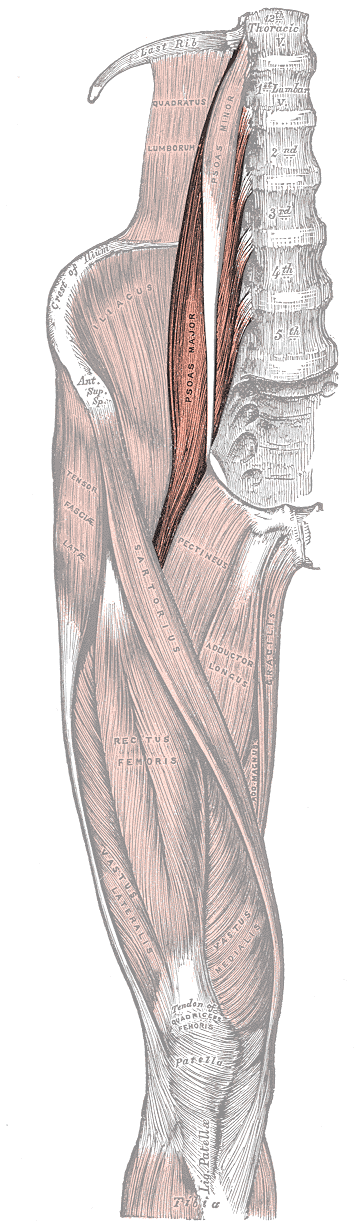 12th
Thoracic
V.
Last Rib
1st Lumbar
V.
QUADRATUS
LUMBORUM
PSOAS MINOR
2nd
3rd
4th
5th
Crest of Ilium
ILIACUS
PSOAS MAJOR
Ant.
Sup.
Sp.
TENSOR
FASCIÆ
LATÆ
SARTORIUS
PECTINEUS
ADDUCTOR
LONGUS
GRACILIS
RECTUS
FEMORIS
ADD. MAGNUS
VASTUS
LATERALIS
VASTUS
MEDIALIS
Tendon of
QUADRICEPS
FEMORIS
Patella
Lig. Patellæ
Tibia